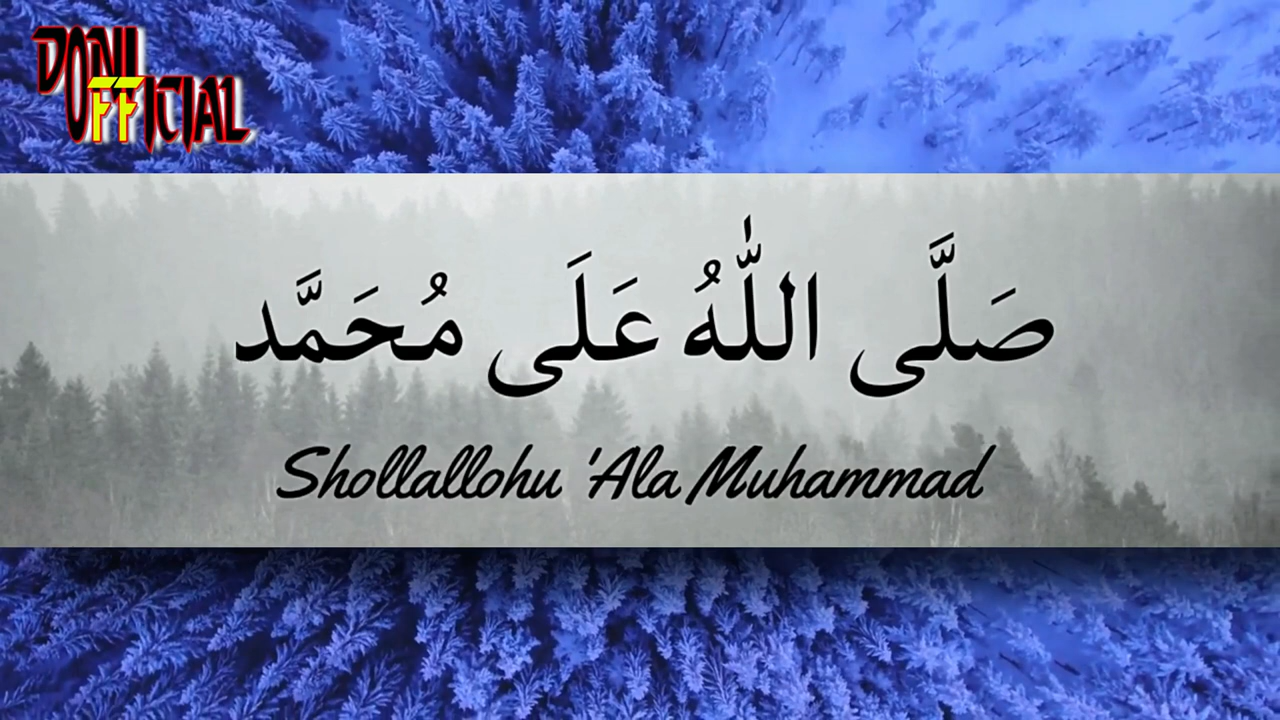 DONI
OFFICIAL
صَلَّى اللّٰهُ عَلَى مُحَمَّد
Shollallohu 'Ala Muhammad